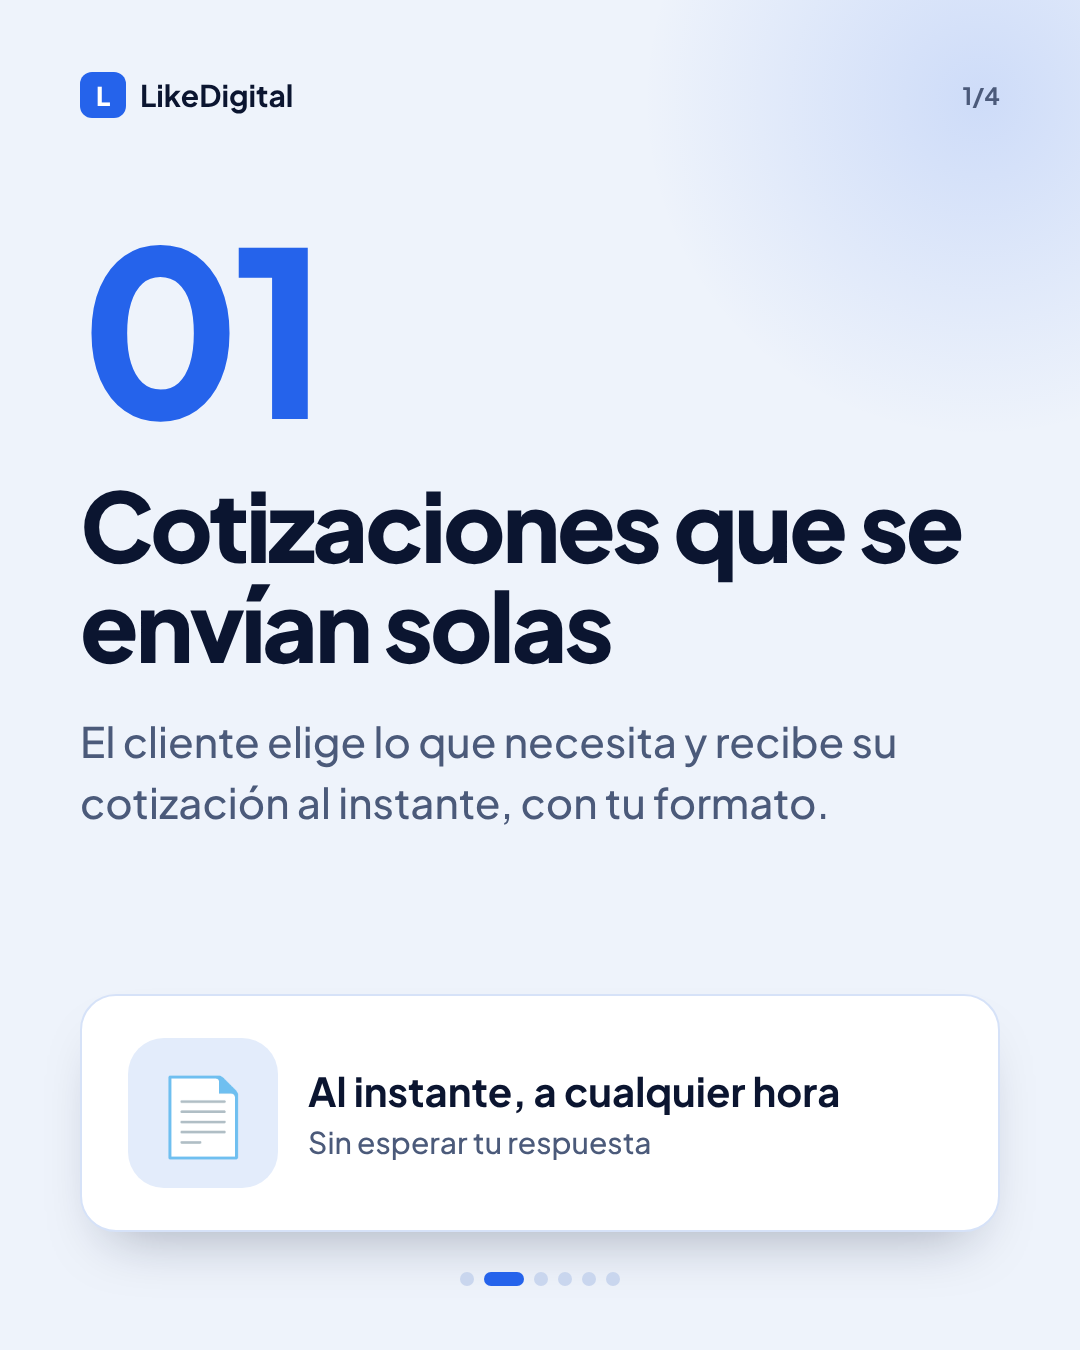 L LikeDigital
1/4
01
Cotizaciones que se
envían solas
El cliente elige lo que necesita y recibe su
cotización al instante, con tu formato.
Al instante, a cualquier hora
Sin esperar tu respuesta